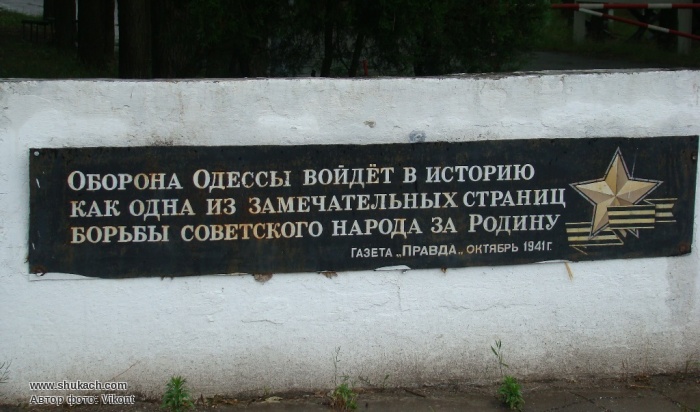 Оборона Одессы войдёт в историю
как одна из замечательных страниц
борьбы советского народа за Родину
газета „Правда„ октябрь 1941г.
www.shukach.com
Автор фото: Vikont